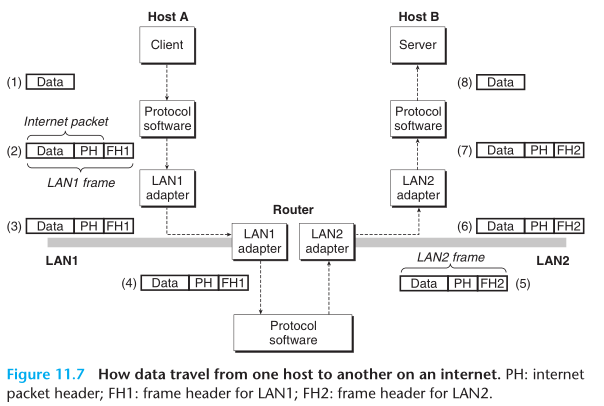 Host A
Host B
Client
Server
(1) Data
(8) Data
Protocol
software
Protocol
software
Internet packet
(2) Data PH FH1
LAN1 frame
(7) Data PH FH2
LAN1
adapter
LAN2
adapter
Router
(3) Data PH FH1
LAN1
adapter
LAN2
adapter
(6) Data PH FH2
LAN1
LAN2 frame
LAN2
(4) Data PH FH1
Data PH FH2 (5)
Protocol
software
Figure 11.7 How data travel from one host to another on an internet. PH: internet
packet header; FH1: frame header for LAN1; FH2: frame header for LAN2.